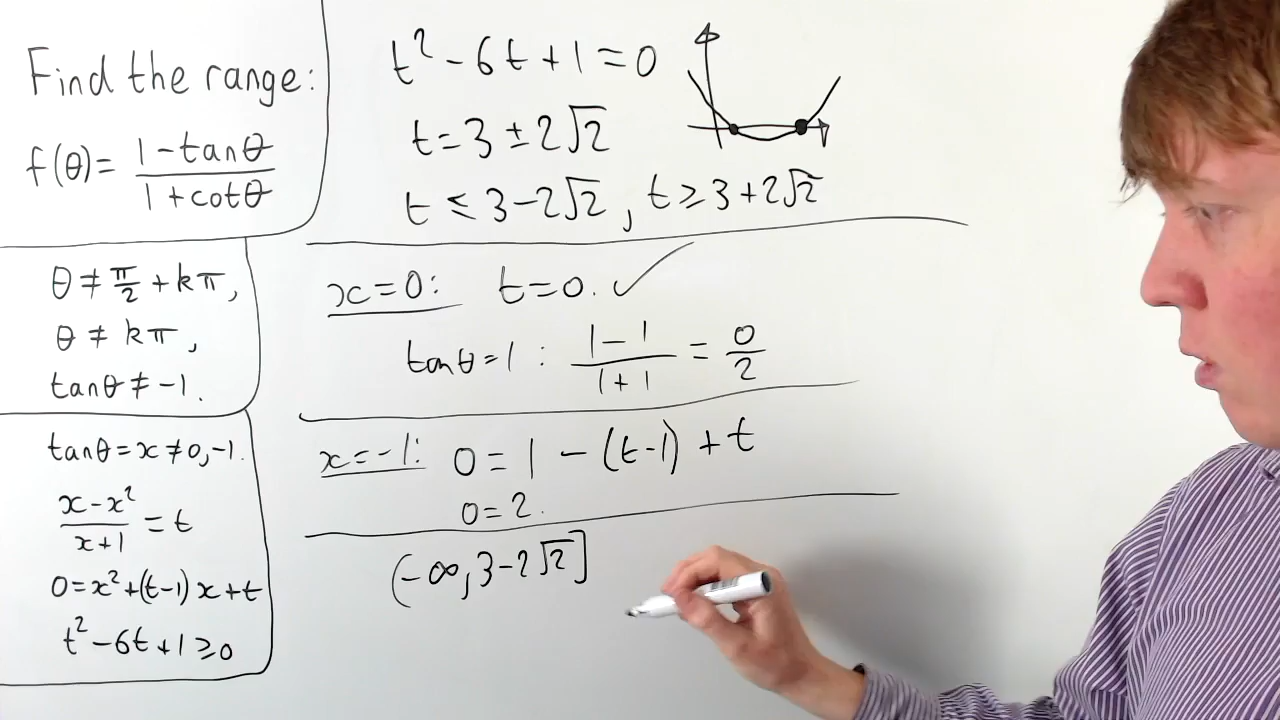 Find the range:
f(θ)= (1-tanθ)/(1+cotθ)
θ ≠ π/2 + kπ,
θ ≠ kπ,
tanθ ≠ -1.
tanθ = x ≠ 0, -1.
(x-x²)/(x+1) = t
0=x²+(t-1)x+t
t²-6t+1≥0
t²-6t+1=0
t=3±2√2
t ≤ 3-2√2, t ≥ 3+2√2
x=0: t=0. ✓
tanθ=1: (1-1)/(1+1) = 0/2
x=-1: 0=1-(t-1)+t
0=2.
(-∞,3-2√2]